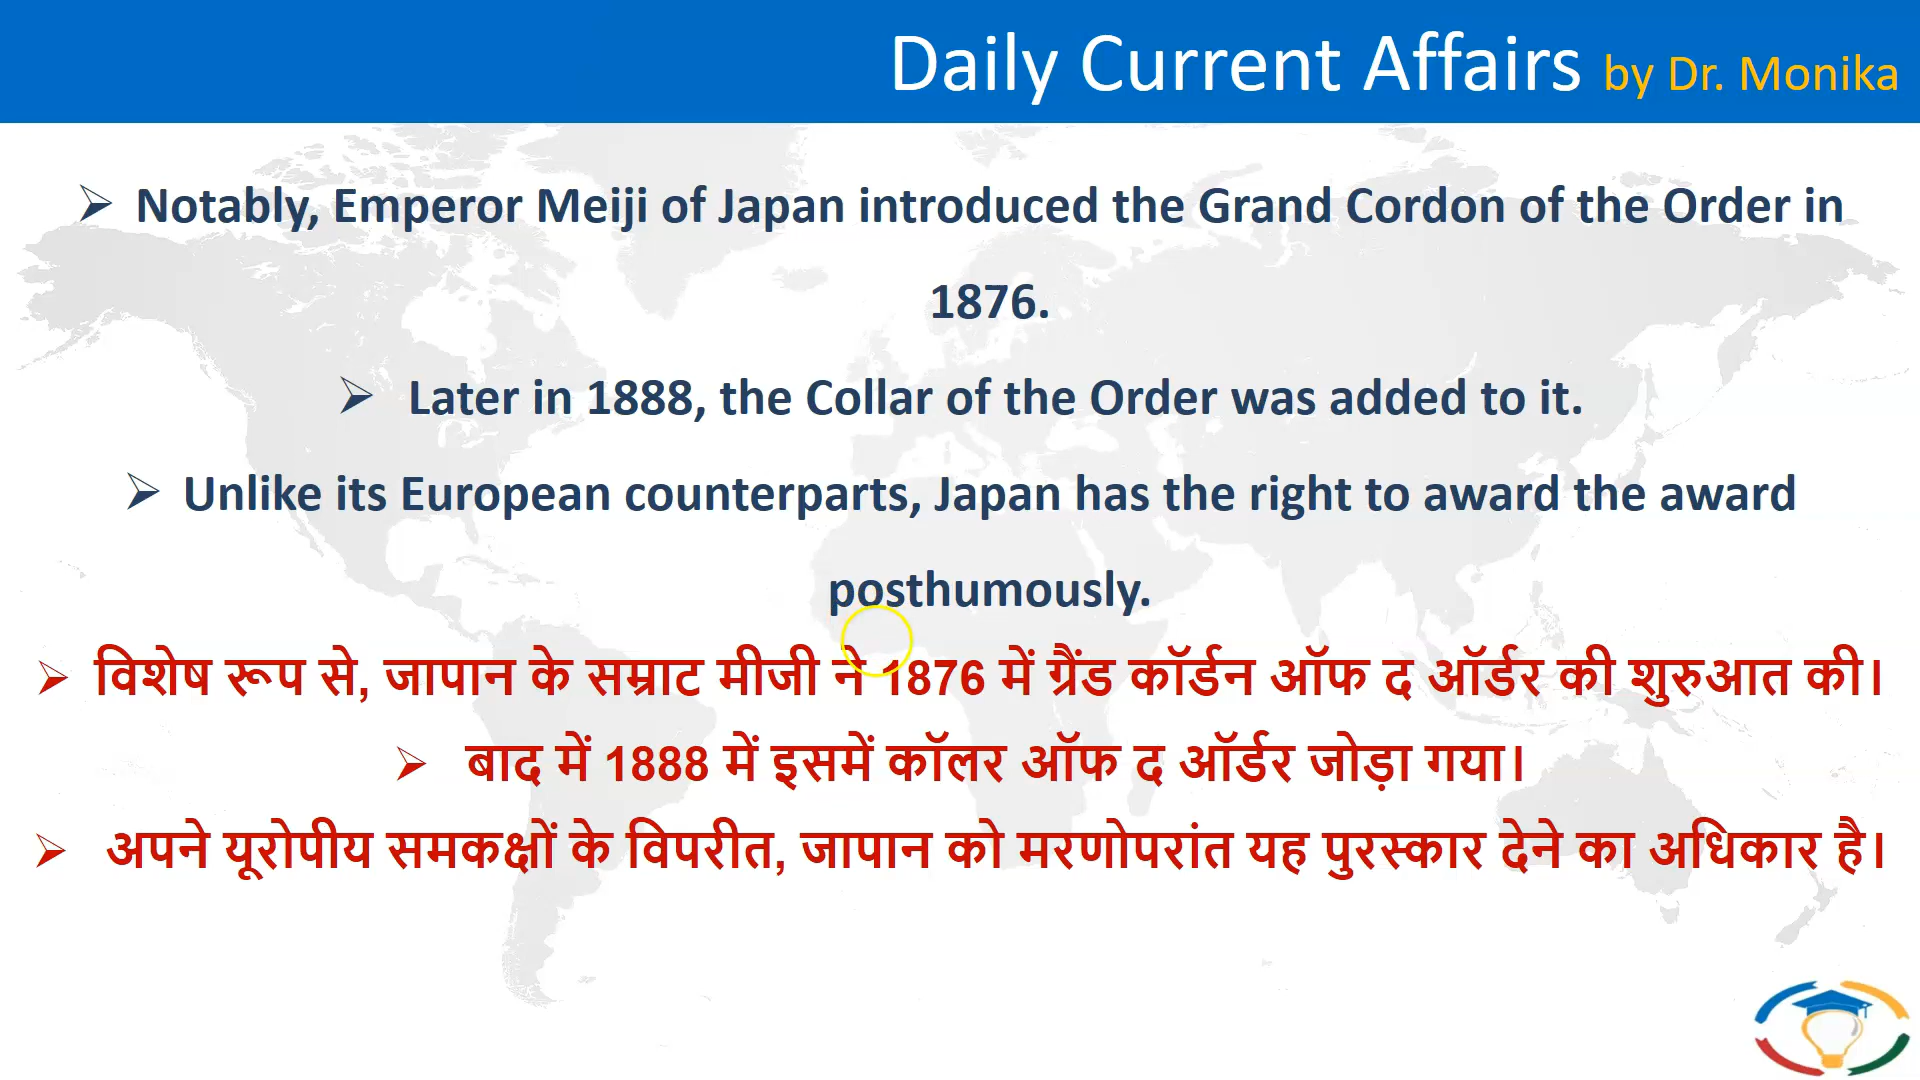 Daily Current Affairs by Dr. Monika
➢ Notably, Emperor Meiji of Japan introduced the Grand Cordon of the Order in
1876.
➢ Later in 1888, the Collar of the Order was added to it.
➢ Unlike its European counterparts, Japan has the right to award the award
posthumously.
➢ विशेष रूप से, जापान के सम्राट मीजी ने 1876 में ग्रैंड कॉर्डन ऑफ द ऑर्डर की शुरुआत की।
➢ बाद में 1888 में इसमें कॉलर ऑफ द ऑर्डर जोड़ा गया।
➢ अपने यूरोपीय समकक्षों के विपरीत, जापान को मरणोपरांत यह पुरस्कार देने का अधिकार है।